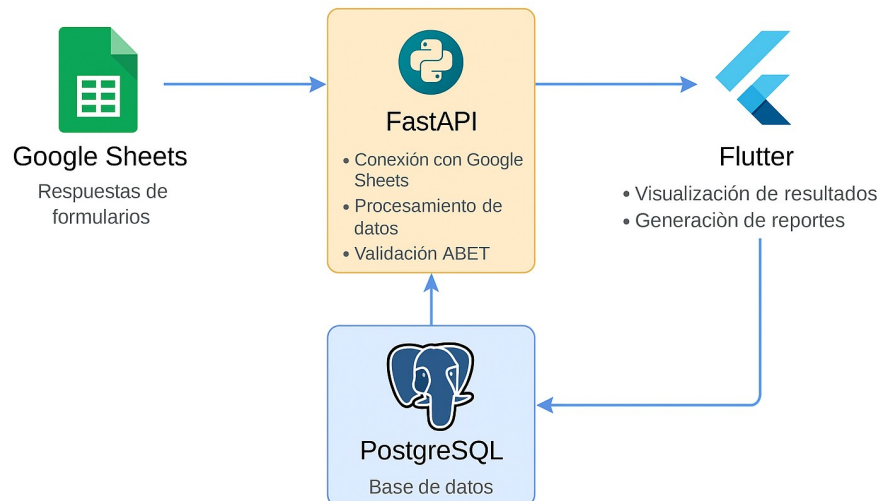 Google Sheets
Respuestas de
formularios
FastAPI
• Conexión con Google
Sheets
• Procesamiento de
datos
• Validación ABET
Flutter
• Visualización de resultados
• Generaciòn de reportes
PostgreSQL
Base de datos